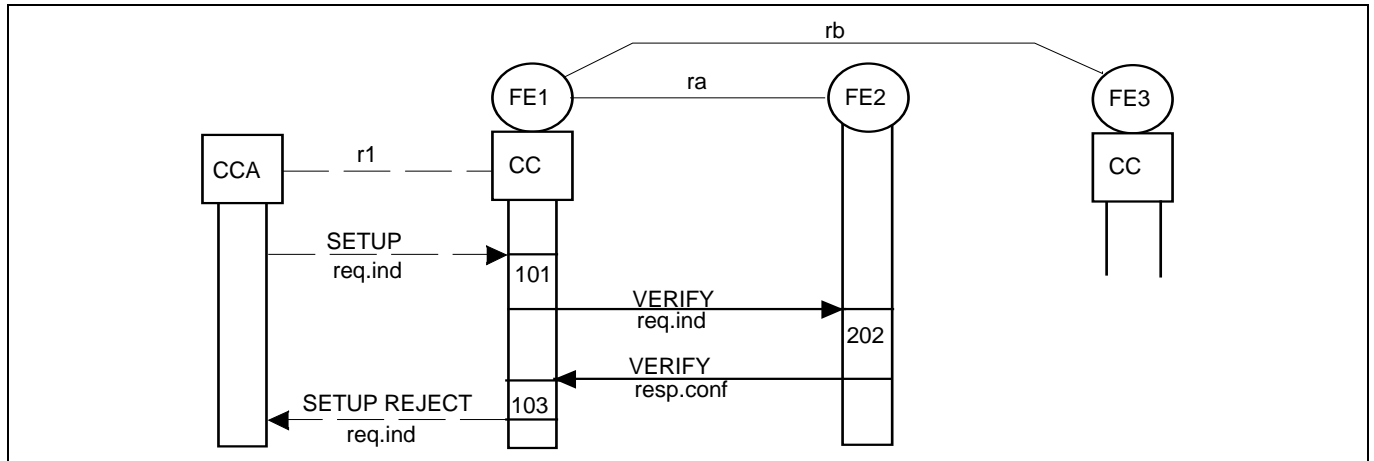 rb
ra
FE1
FE2
FE3
CCA
r1
CC
CC
SETUP
req.ind
101
VERIFY
req.ind
202
VERIFY
resp.conf
SETUP REJECT
103
req.ind